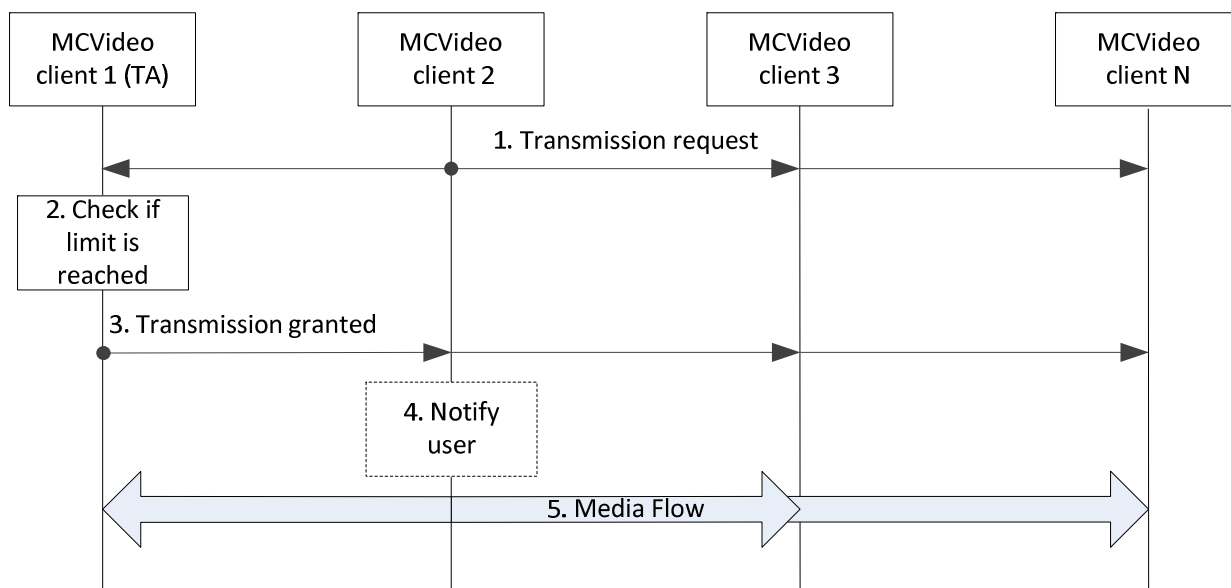 MCVideo
client 1 (TA)
MCVideo
client 2
MCVideo
client 3
MCVideo
client N
1. Transmission request
2. Check if
limit is
reached
3. Transmission granted
4. Notify
user
5. Media Flow